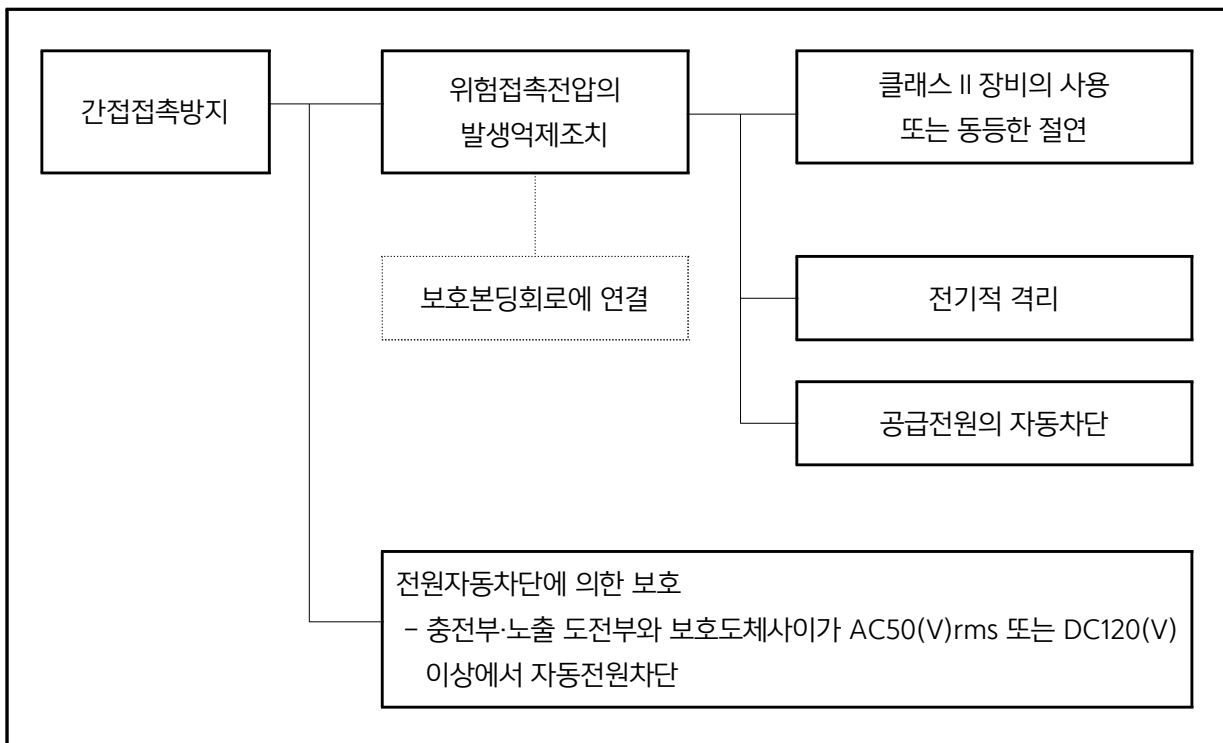 간접접촉방지
위험접촉전압의
발생억제조치
클래스 II 장비의 사용
또는 동등한 절연
보호본딩회로에 연결
전기적 격리
공급전원의 자동차단
전원자동차단에 의한 보호
- 충전부·노출 도전부와 보호도체사이가 AC50(V)rms 또는 DC120(V)
이상에서 자동전원차단